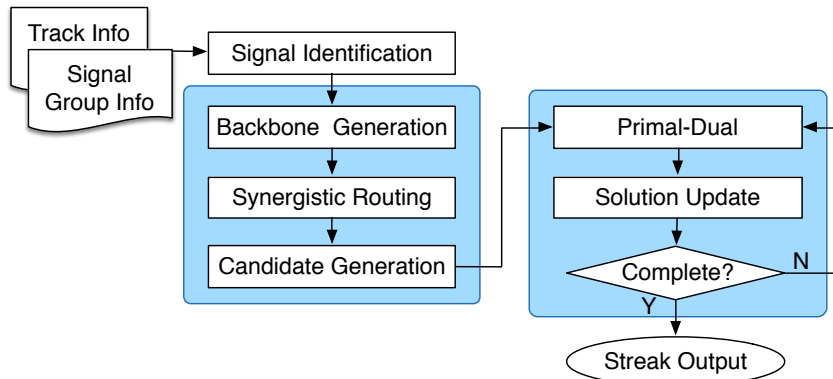 Track Info
Signal
Group Info
Signal Identification
Backbone Generation
Synergistic Routing
Candidate Generation
Primal-Dual
Solution Update
Complete?
N
Y
Streak Output